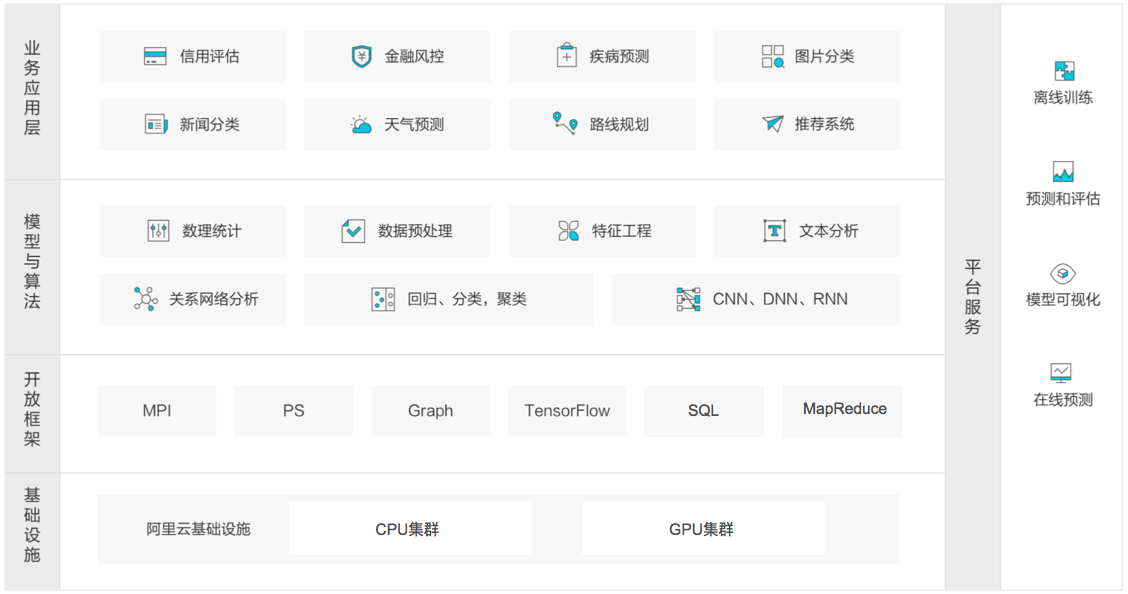 业务应用层
信用评估
金融风控
疾病预测
图片分类
新闻分类
天气预测
路线规划
推荐系统
模型与算法
数理统计
数据预处理
特征工程
文本分析
关系网络分析
回归、分类，聚类
CNN、DNN、RNN
开放框架
MPI
PS
Graph
TensorFlow
SQL
MapReduce
基础设施
阿里云基础设施
CPU集群
GPU集群
平台服务
离线训练
预测和评估
模型可视化
在线预测